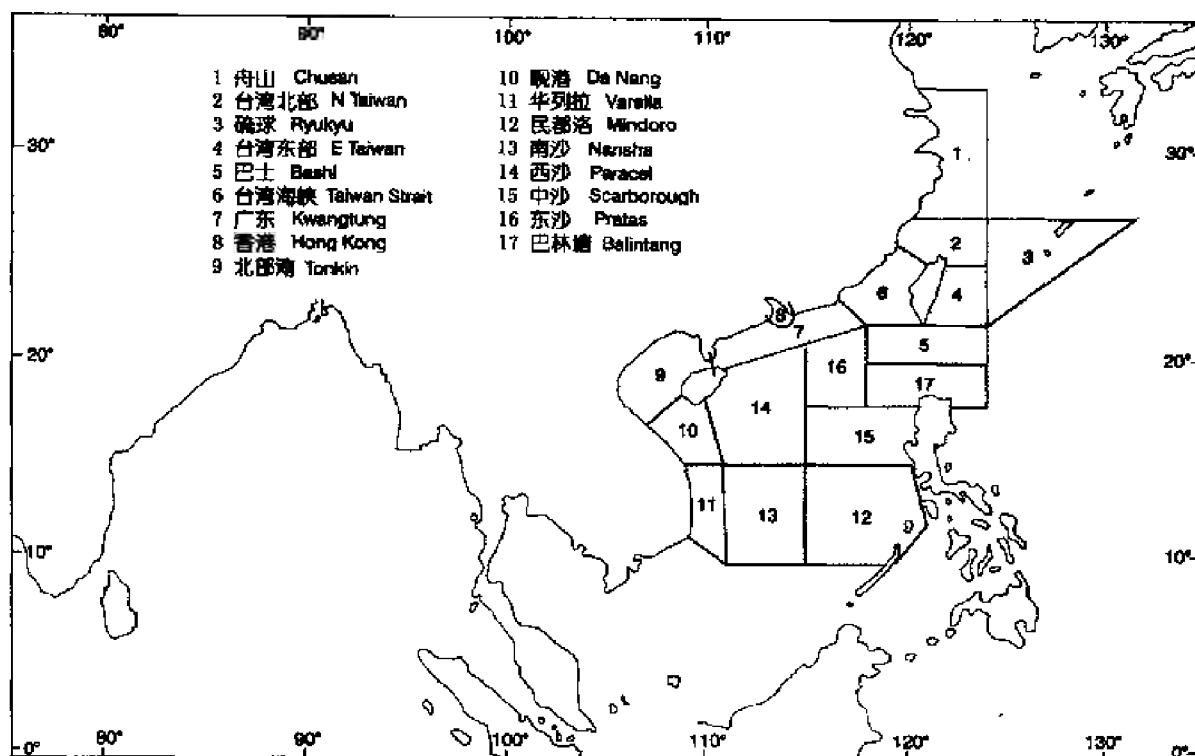 80° 90° 100° 110° 120° 130°
1 舟山 Chusan
2 台湾北部 N Taiwan
3 琉球 Ryukyu
4 台湾东部 E Taiwan
5 巴士 Bashi
6 台湾海峡 Taiwan Strait
7 广东 Kwangtung
8 香港 Hong Kong
9 北部湾 Tonkin
10 岘港 Da Nang
11 华列拉 Varella
12 民都洛 Mindoro
13 南沙 Nansha
14 西沙 Paracel
15 中沙 Scarborough
16 东沙 Pratas
17 巴林塘 Balintang
30° 1 30°
2 3
6 4
8
7
20° 5 20°
9 16 17
14
10 15
11 13 12
10° 10°
0° 0°
80° 90° 100° 110° 120° 130°